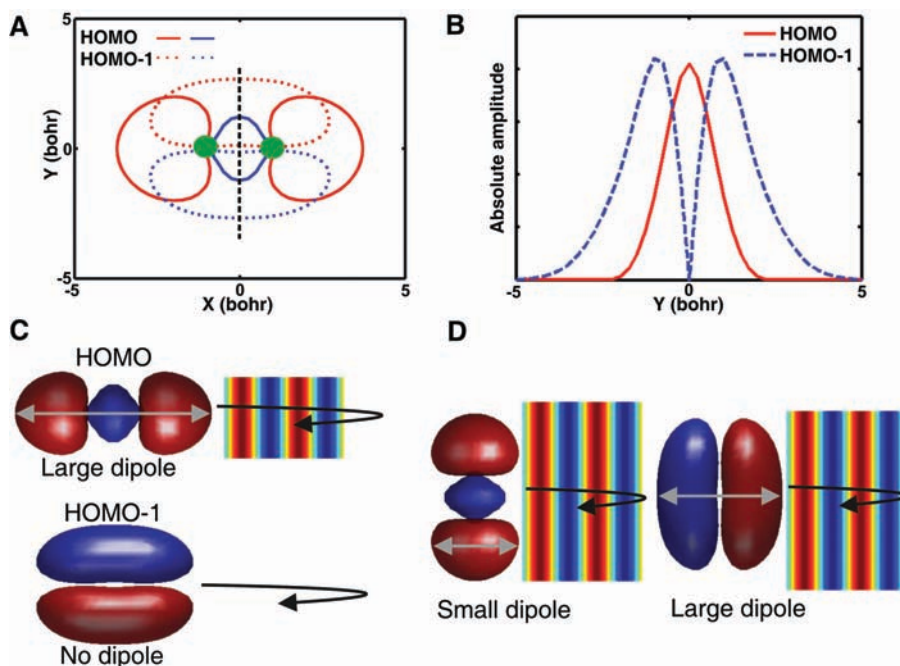 A
5
HOMO
HOMO-1
Y (bohr)
0
-5
-5
0
5
X (bohr)
B
HOMO
HOMO-1
Absolute amplitude
-5
0
5
Y (bohr)
C
HOMO
Large dipole
HOMO-1
No dipole
D
Small dipole
Large dipole